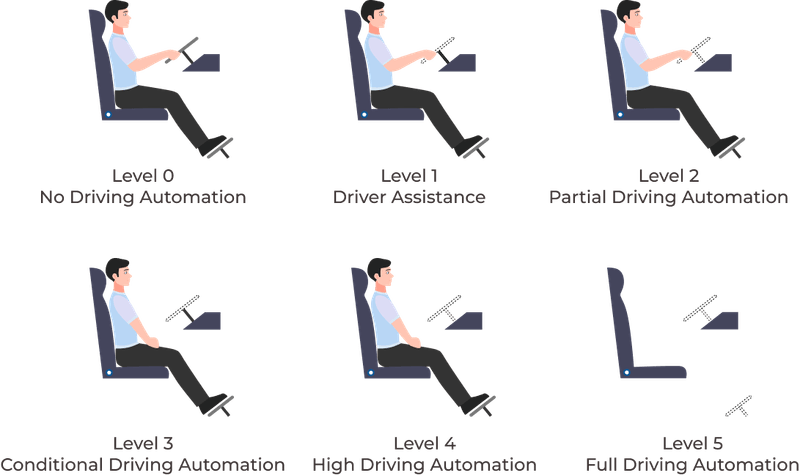 Level 0
No Driving Automation
Level 1
Driver Assistance
Level 2
Partial Driving Automation
Level 3
Conditional Driving Automation
Level 4
High Driving Automation
Level 5
Full Driving Automation